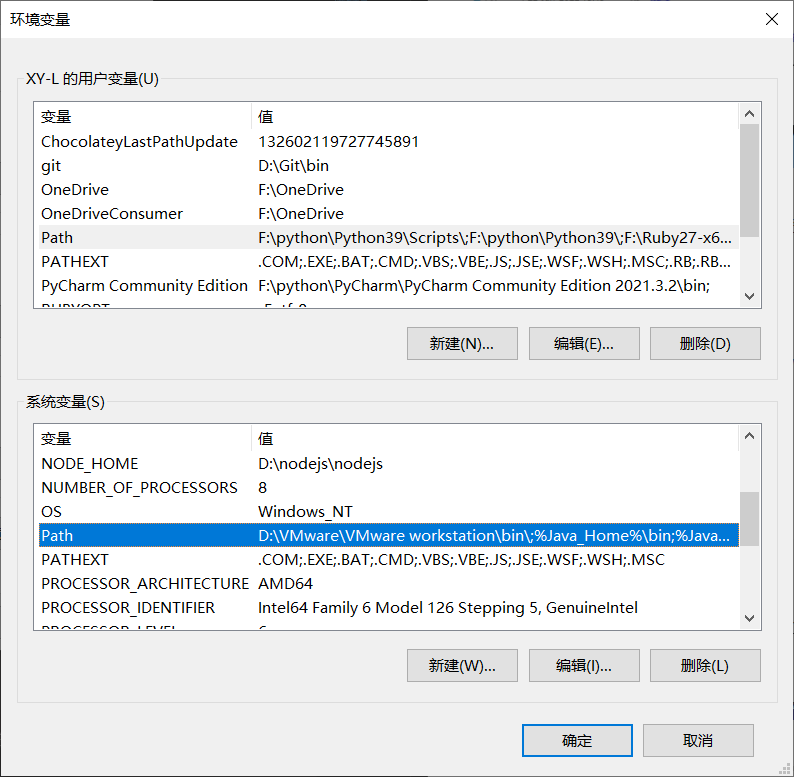 环境变量
XY-L 的用户变量(U)
变量 值
ChocolateyLastPathUpdate 132602119727745891
git D:\Git\bin
OneDrive F:\OneDrive
OneDriveConsumer F:\OneDrive
Path F:\python\Python39\Scripts\;F:\python\Python39\;F:\Ruby27-x6...
PATHEXT .COM;.EXE;.BAT;.CMD;.VBS;.VBE;.JS;.JSE;.WSF;.WSH;.MSC;.RB;.RB...
PyCharm Community Edition F:\python\PyCharm\PyCharm Community Edition 2021.3.2\bin;
新建(N)... 编辑(E)... 删除(D)
系统变量(S)
变量 值
NODE_HOME D:\nodejs\nodejs
NUMBER_OF_PROCESSORS 8
OS Windows_NT
Path D:\VMware\VMware workstation\bin\;%Java_Home%\bin;%Java...
PATHEXT .COM;.EXE;.BAT;.CMD;.VBS;.VBE;.JS;.JSE;.WSF;.WSH;.MSC
PROCESSOR_ARCHITECTURE AMD64
PROCESSOR_IDENTIFIER Intel64 Family 6 Model 126 Stepping 5, GenuineIntel
新建(W)... 编辑(I)... 删除(L)
确定 取消